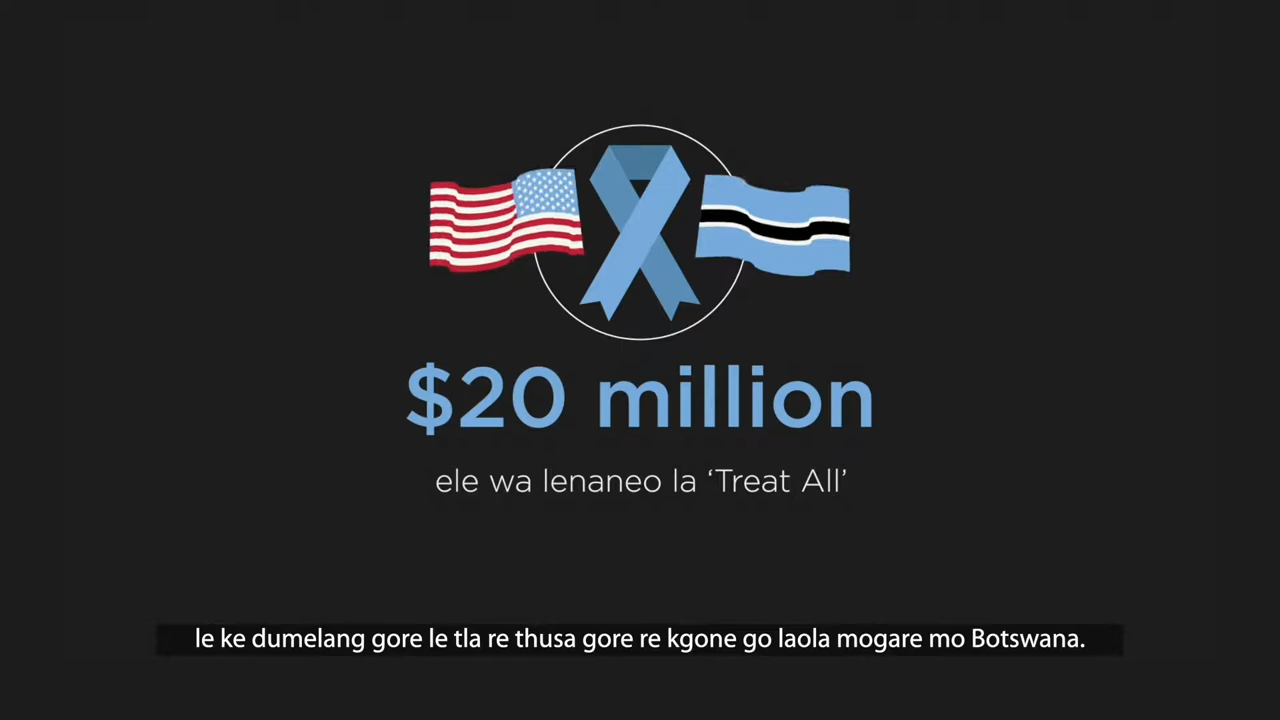 $20 million
ele wa lenaneo la ‘Treat All’
le ke dumelang gore le tla re thusa gore re kgone go laola mogare mo Botswana.